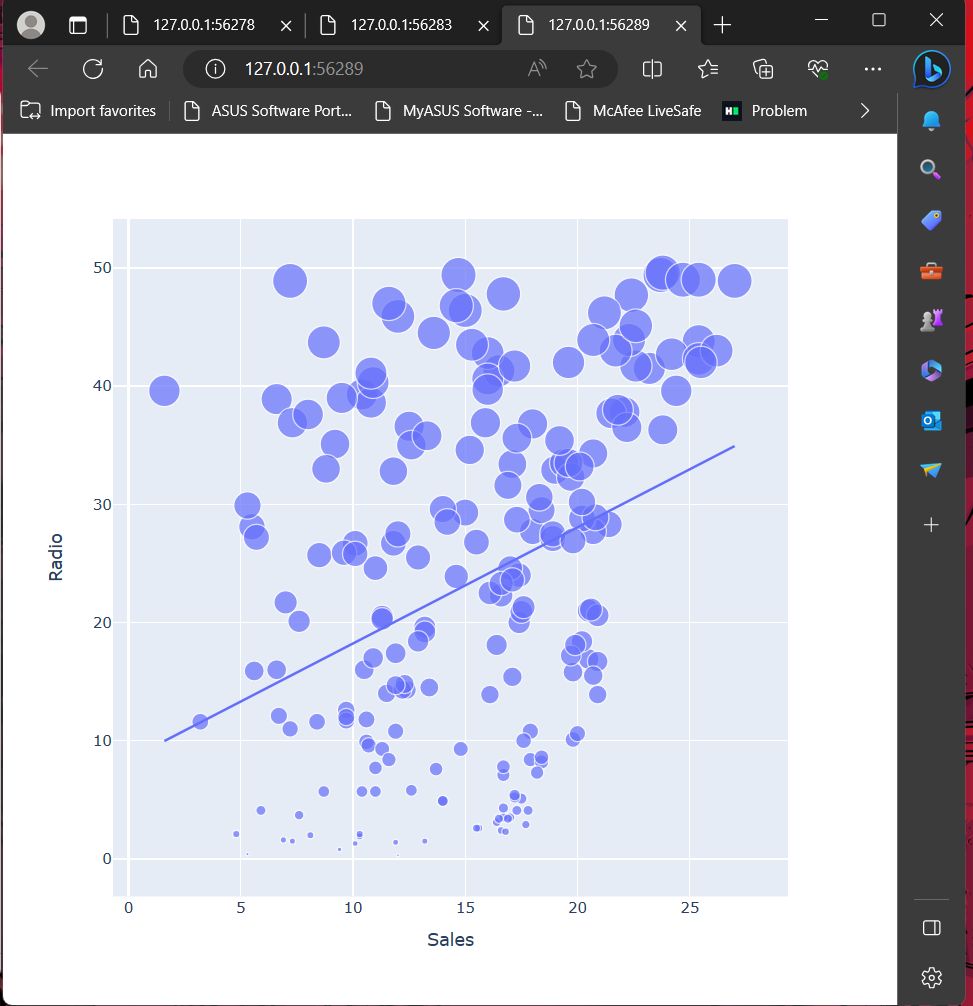 127.0.0.1:56278
127.0.0.1:56283
127.0.0.1:56289
127.0.0.1:56289
Import favorites
ASUS Software Port...
MyASUS Software -...
McAfee LiveSafe
Problem
50
40
30
20
10
0
Radio
0 5 10 15 20 25
Sales